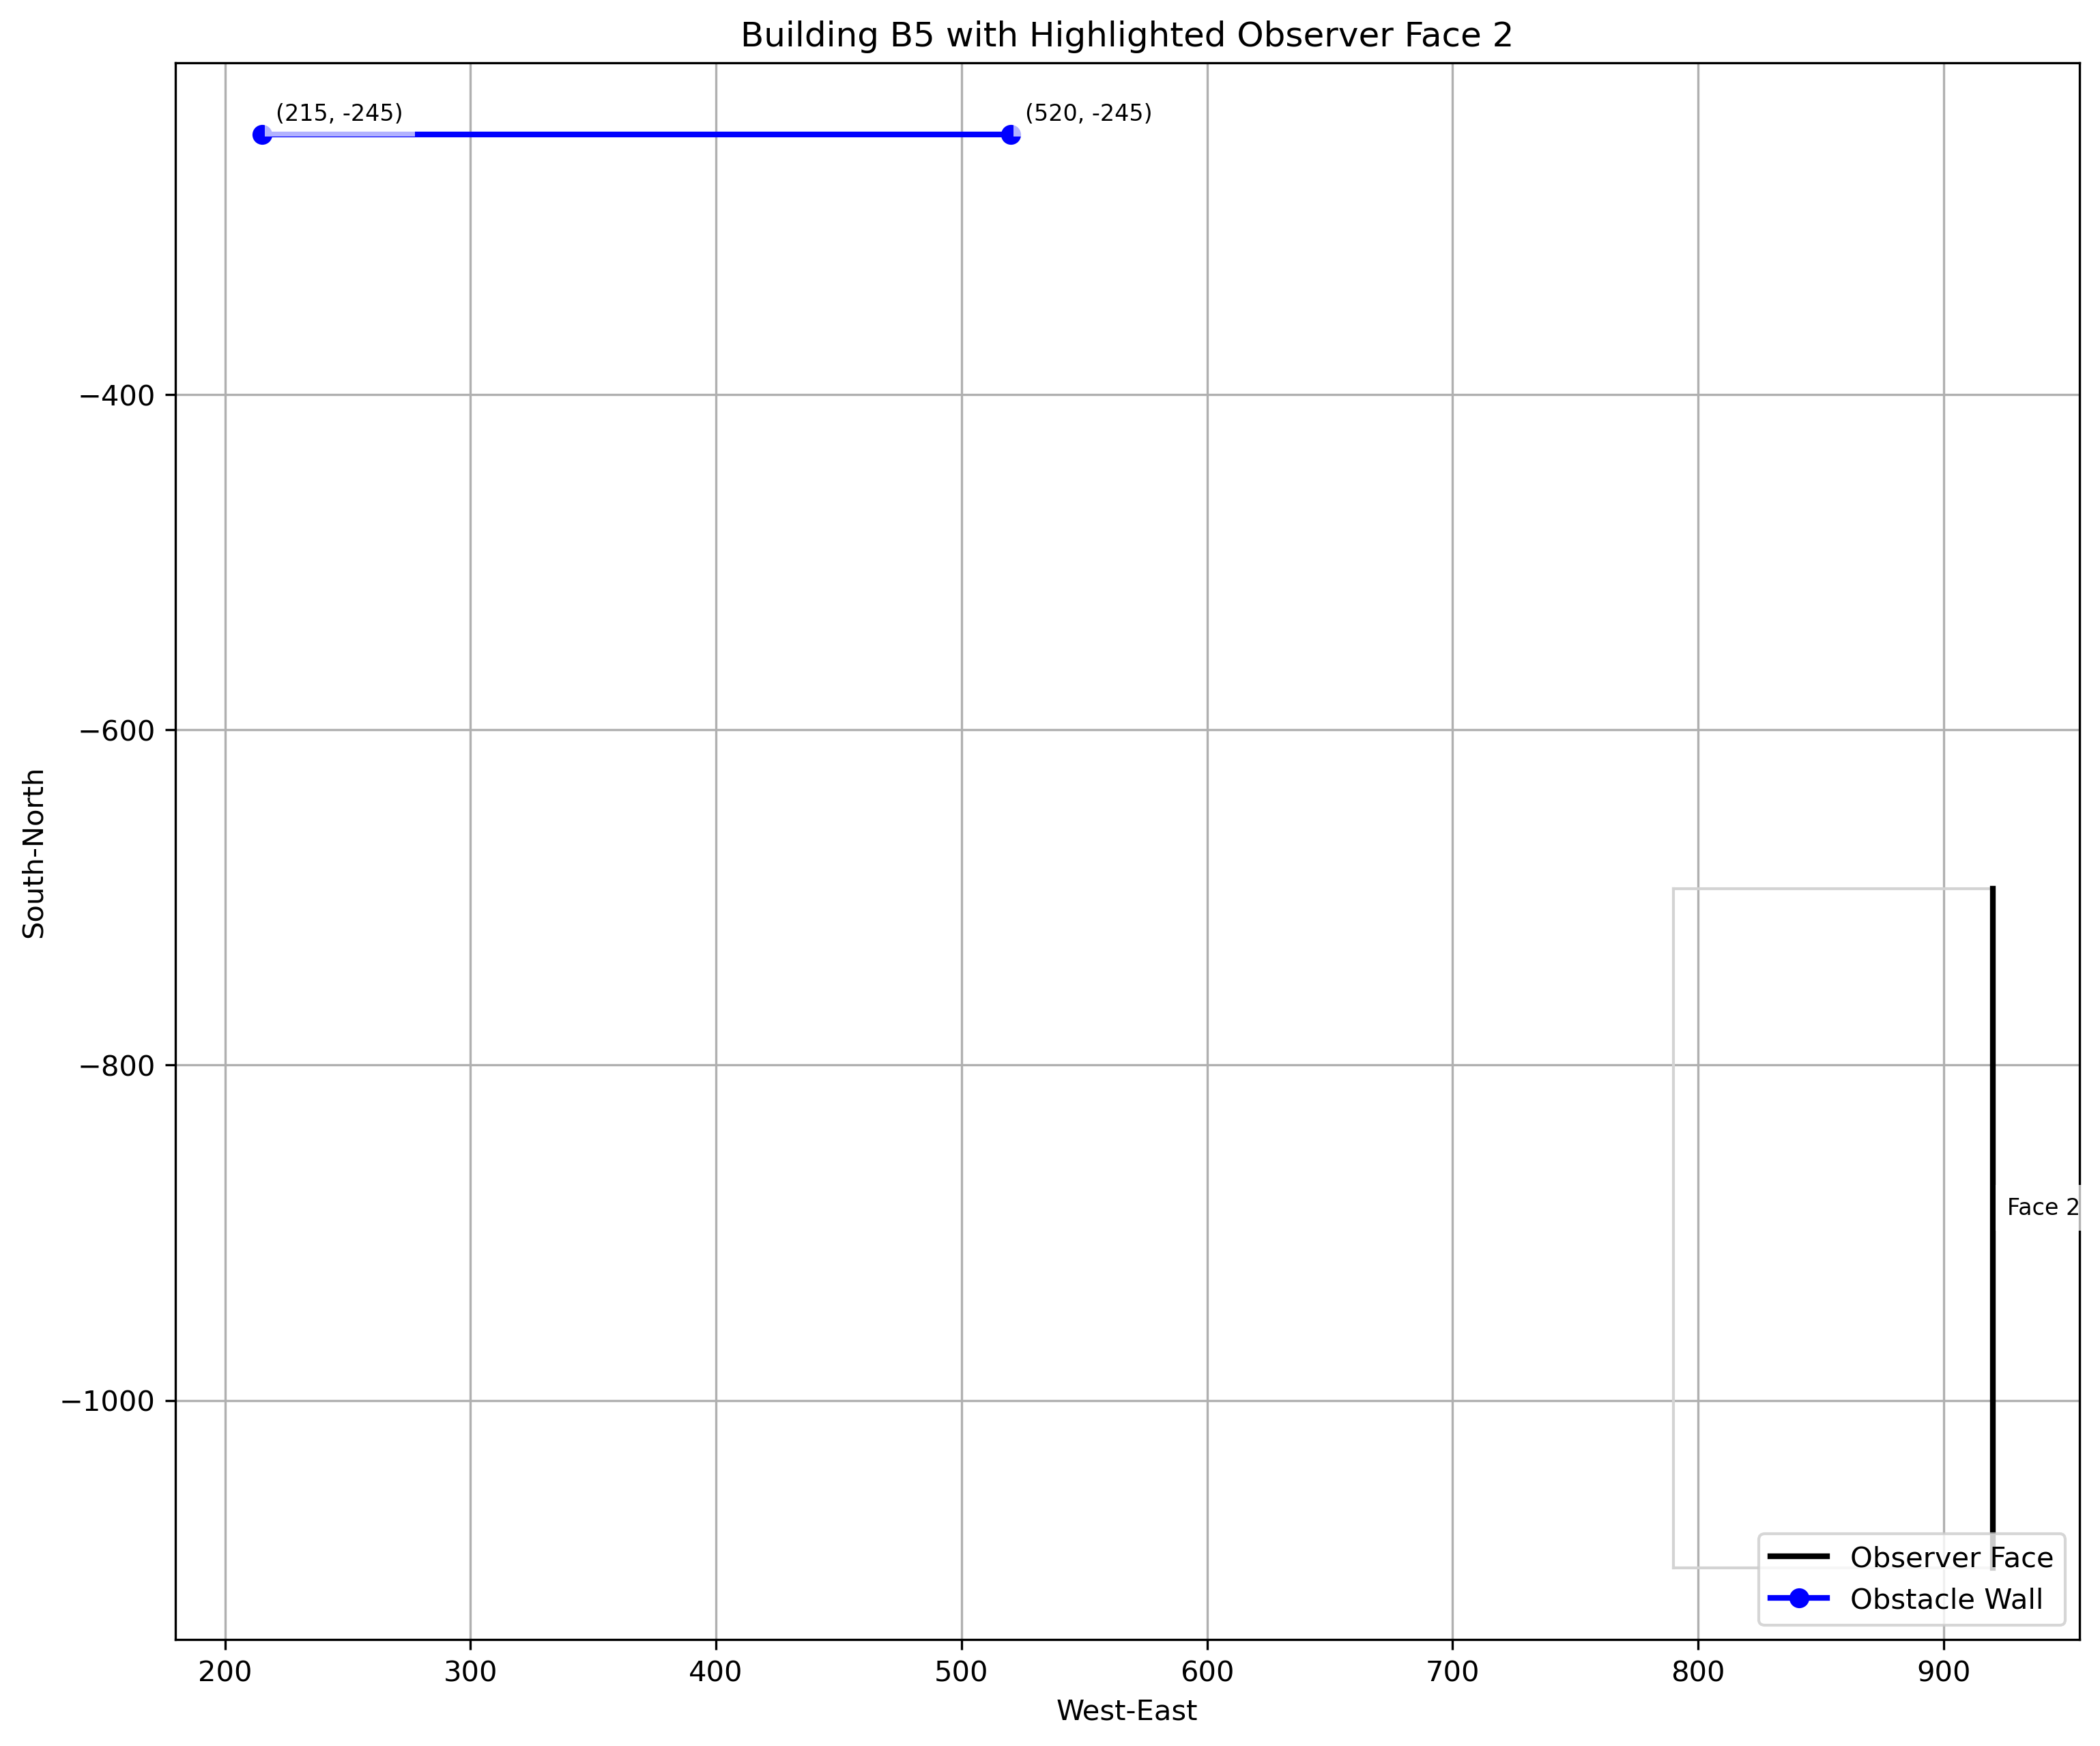 Building B5 with Highlighted Observer Face 2
(215, -245)
(520, -245)
−400
−600
−800
−1000
South-North
Face 2
Observer Face
Obstacle Wall
200
300
400
500
600
700
800
900
West-East